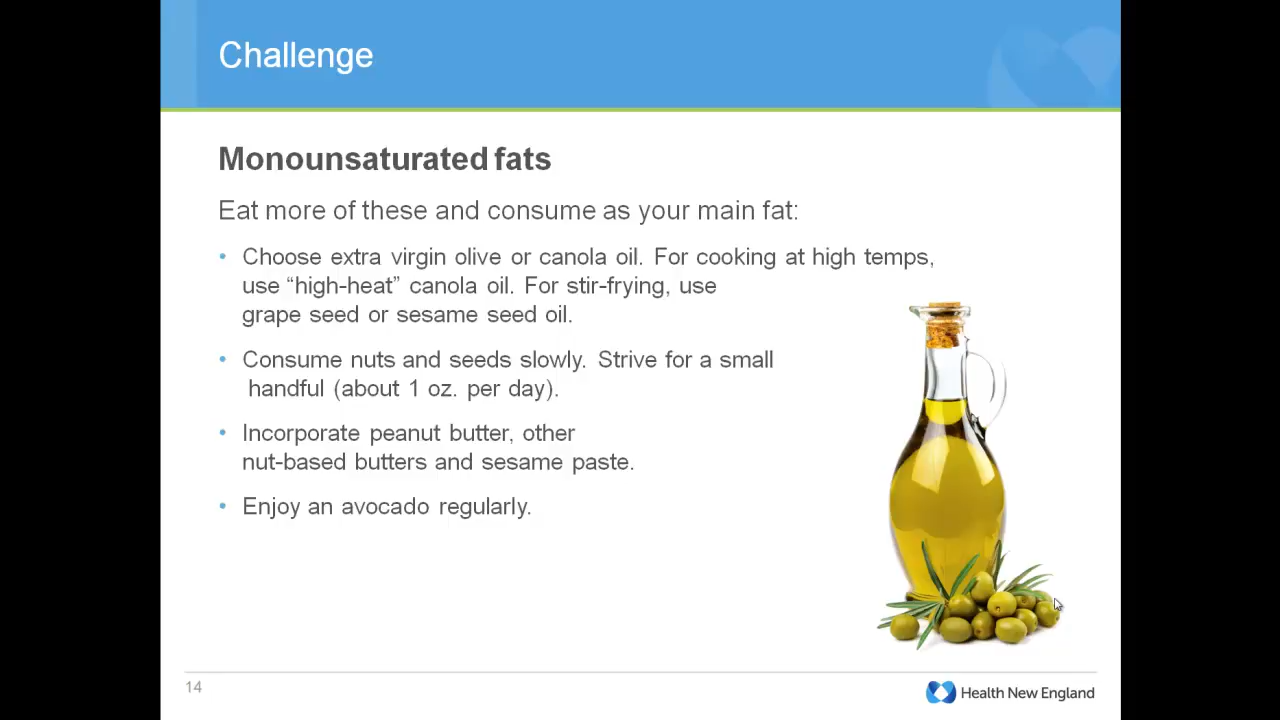 Challenge
Monounsaturated fats
Eat more of these and consume as your main fat:
• Choose extra virgin olive or canola oil. For cooking at high temps,
use “high-heat” canola oil. For stir-frying, use
grape seed or sesame seed oil.
• Consume nuts and seeds slowly. Strive for a small
handful (about 1 oz. per day).
• Incorporate peanut butter, other
nut-based butters and sesame paste.
• Enjoy an avocado regularly.
14
Health New England